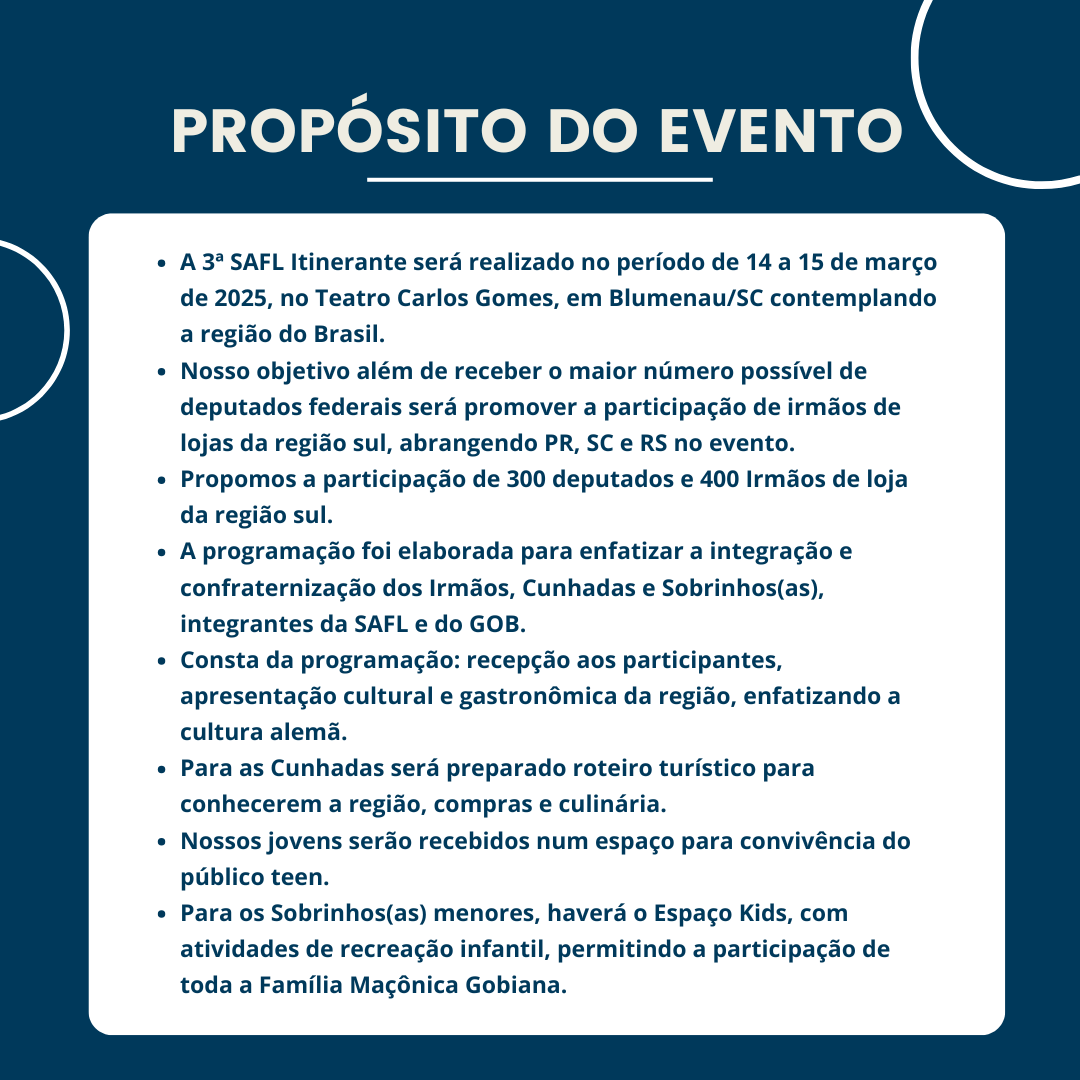 PROPÓSITO DO EVENTO
• A 3ª SAFL Itinerante será realizado no período de 14 a 15 de março
de 2025, no Teatro Carlos Gomes, em Blumenau/SC contemplando
a região do Brasil.
• Nosso objetivo além de receber o maior número possível de
deputados federais será promover a participação de irmãos de
lojas da região sul, abrangendo PR, SC e RS no evento.
• Propomos a participação de 300 deputados e 400 Irmãos de loja
da região sul.
• A programação foi elaborada para enfatizar a integração e
confraternização dos Irmãos, Cunhadas e Sobrinhos(as),
integrantes da SAFL e do GOB.
• Consta da programação: recepção aos participantes,
apresentação cultural e gastronômica da região, enfatizando a
cultura alemã.
• Para as Cunhadas será preparado roteiro turístico para
conhecerem a região, compras e culinária.
• Nossos jovens serão recebidos num espaço para convivência do
público teen.
• Para os Sobrinhos(as) menores, haverá o Espaço Kids, com
atividades de recreação infantil, permitindo a participação de
toda a Família Maçônica Gobiana.